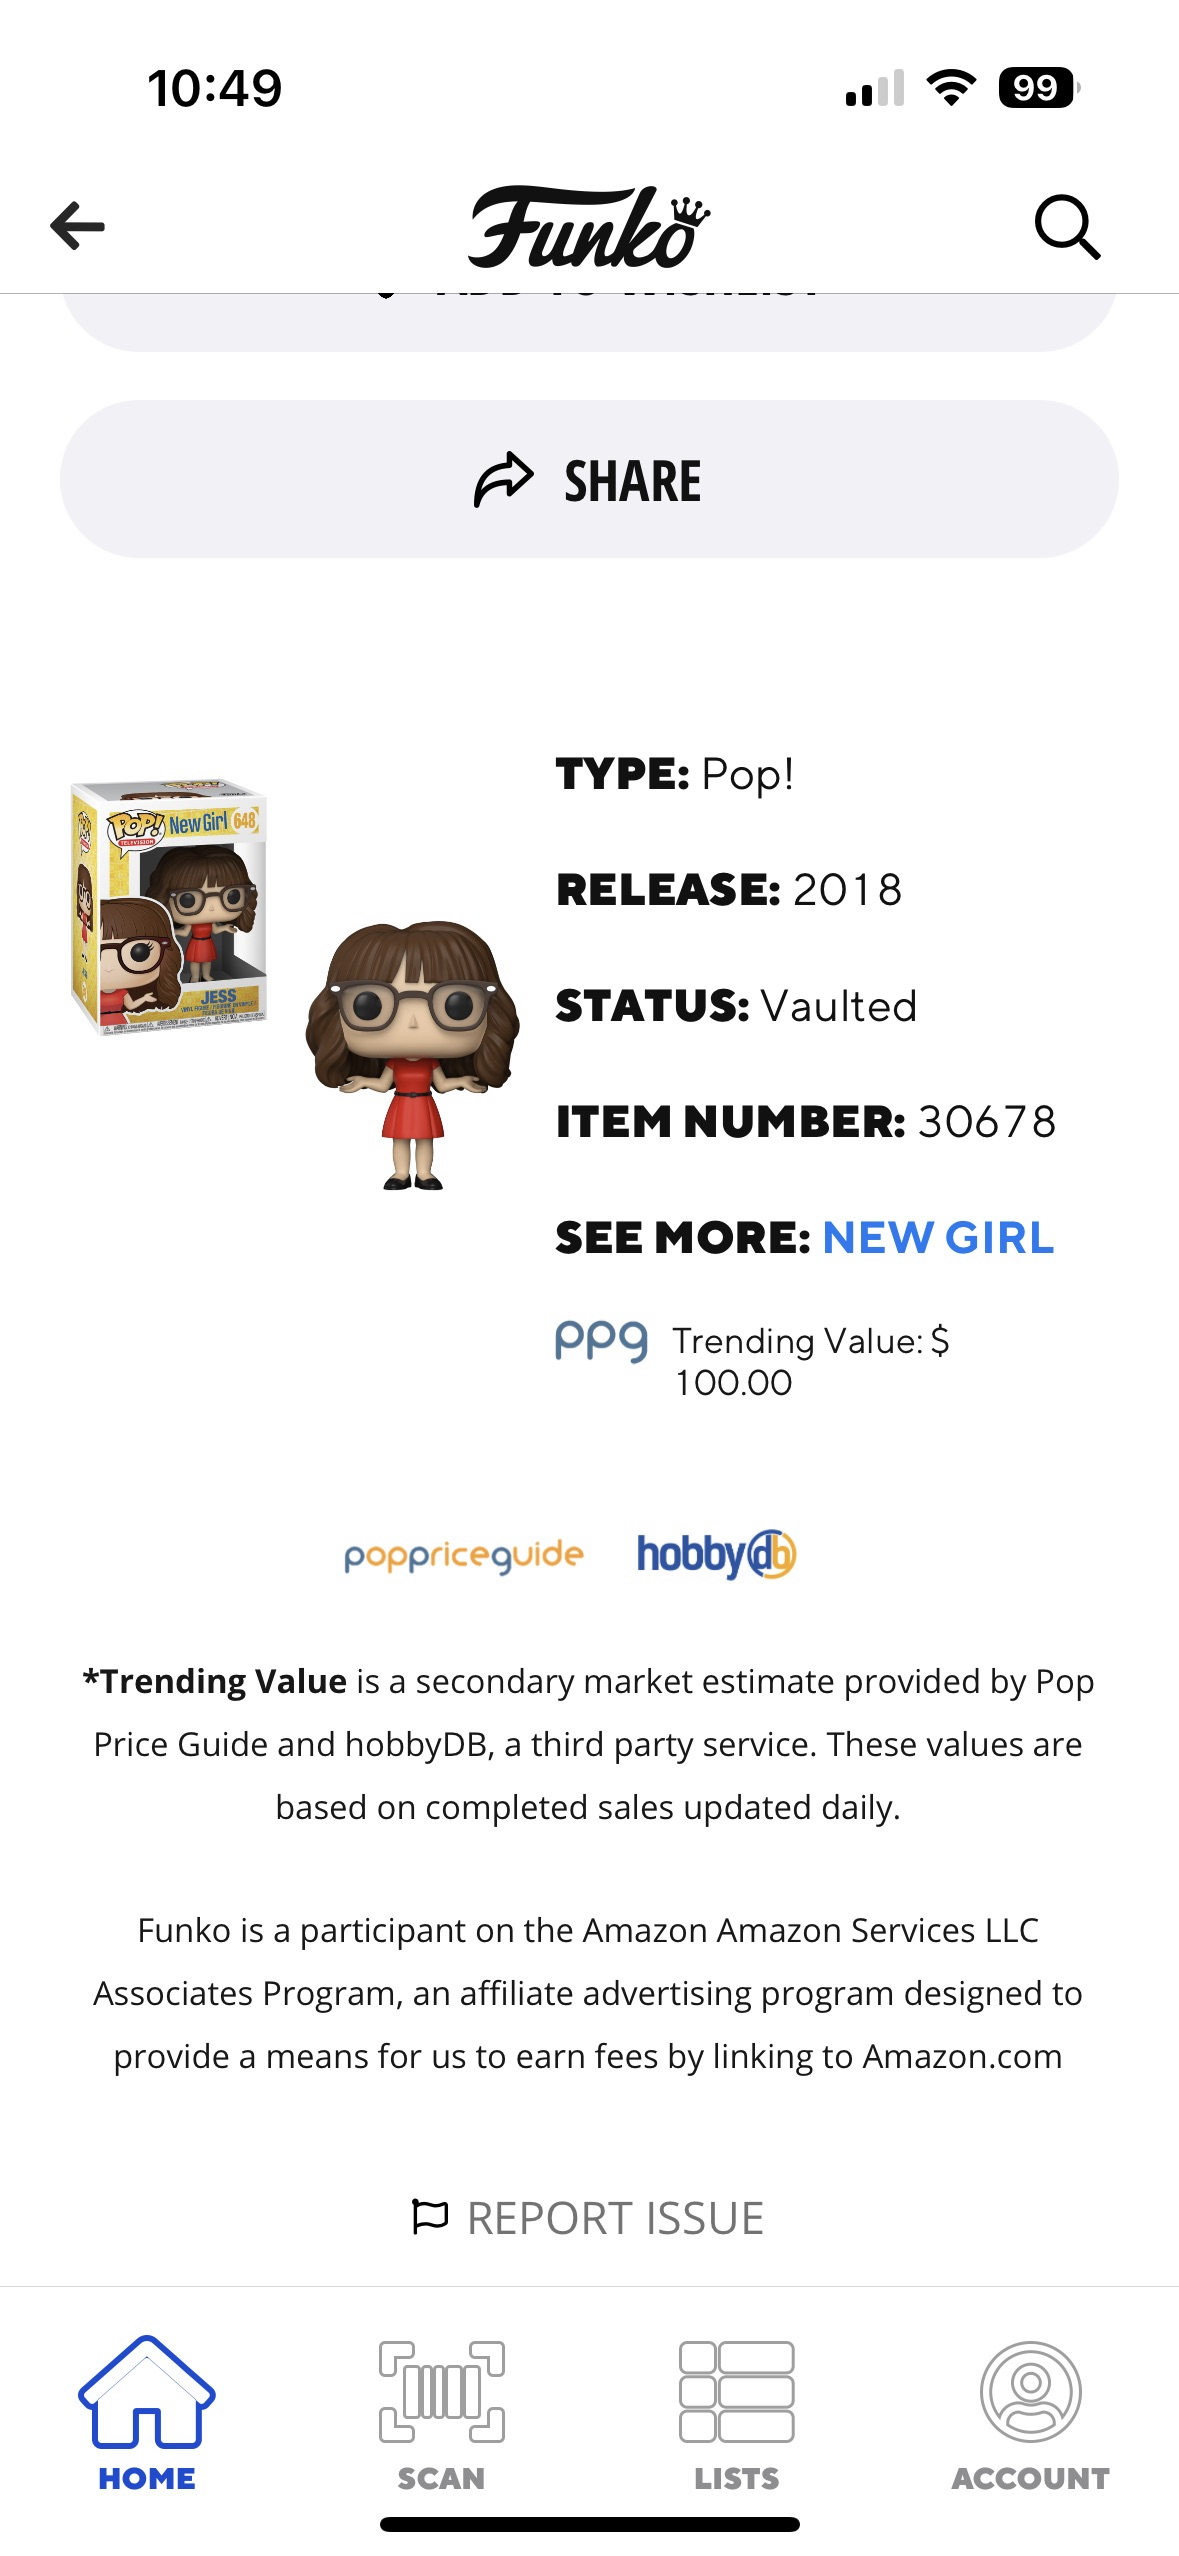 10:49
99
Funko
ADD TO WISHLIST
SHARE
POP!
TELEVISION
New Girl 648
JESS
TYPE: Pop!
RELEASE: 2018
STATUS: Vaulted
ITEM NUMBER: 30678
SEE MORE: NEW GIRL
ppg Trending Value: $
100.00
poppriceguide hobbydb
*Trending Value is a secondary market estimate provided by Pop
Price Guide and hobbyDB, a third party service. These values are
based on completed sales updated daily.
Funko is a participant on the Amazon Amazon Services LLC
Associates Program, an affiliate advertising program designed to
provide a means for us to earn fees by linking to Amazon.com
REPORT ISSUE
HOME SCAN LISTS ACCOUNT